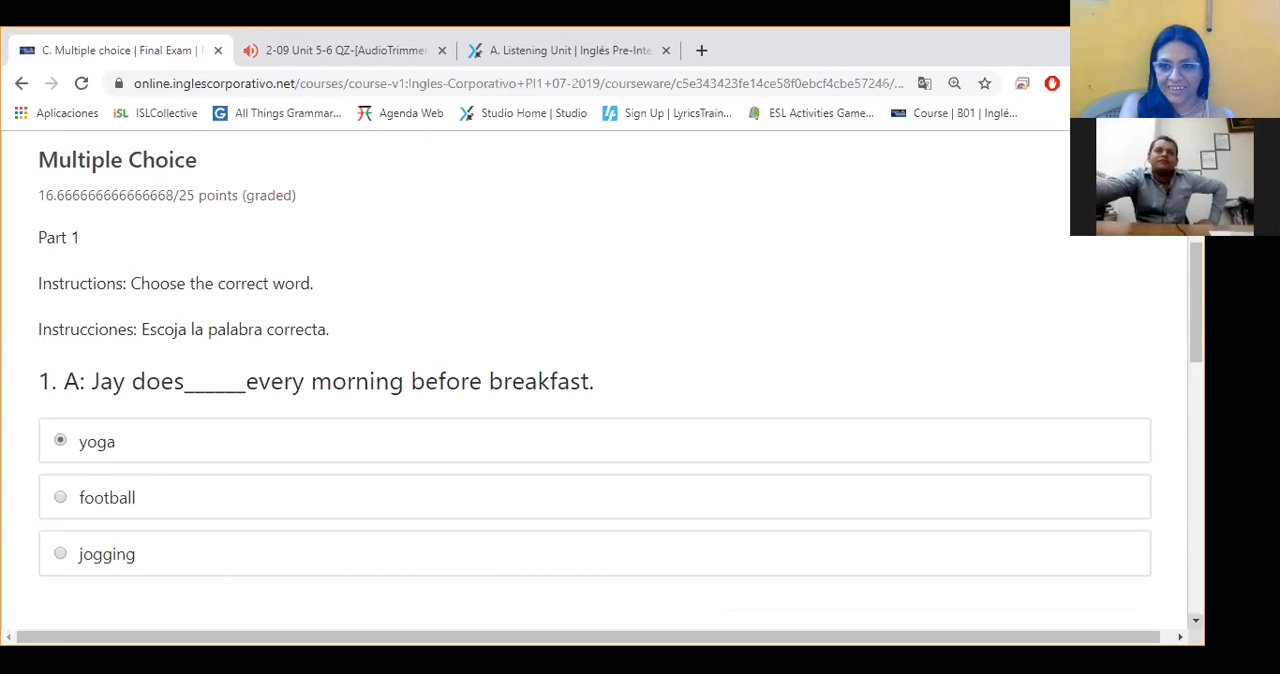 C. Multiple choice | Final Exam |
2-09 Unit 5-6 QZ-[AudioTrimmer
A. Listening Unit | Inglés Pre-Inte
online.inglescorporativo.net/courses/course-v1:Ingles-Corporativo+PI1+07-2019/courseware/c5e343423fe14ce58f0ebcf4cbe57246/...
Aplicaciones
iSL ISLCollective
G All Things Grammar...
Agenda Web
Studio Home | Studio
Sign Up | LyricsTrain...
ESL Activities Game...
Course | B01 | Inglé...
Multiple Choice
16.666666666666668/25 points (graded)
Part 1
Instructions: Choose the correct word.
Instrucciones: Escoja la palabra correcta.
1. A: Jay does______every morning before breakfast.
yoga
football
jogging